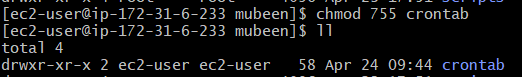 [ec2-user@ip-172-31-6-233 mubeen]$ chmod 755 crontab
[ec2-user@ip-172-31-6-233 mubeen]$ ll
total 4
drwxr-xr-x 2 ec2-user ec2-user   58 Apr 24 09:44 crontab